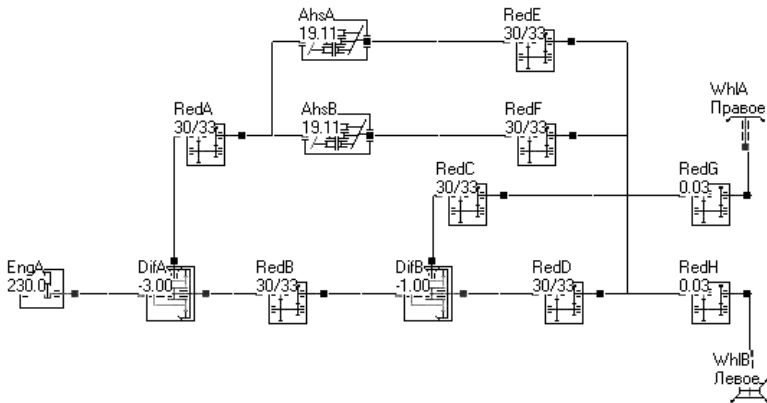 AhsA
19.11
RedE
30/33
WhlA
Правое
RedA
30/33
AhsB
19.11
RedF
30/33
RedC
30/33
RedG
0.03
EngA
230.0
DifA
-3.00
RedB
30/33
DifB
-1.00
RedD
30/33
RedH
0.03
WhlB
Левое